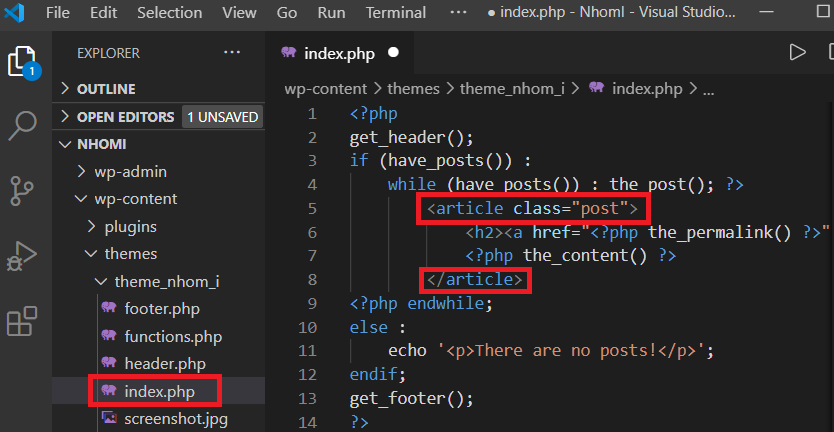 File Edit Selection View Go Run Terminal ··· ● index.php - NhomI - Visual Studio...
EXPLORER ···
1
OUTLINE
OPEN EDITORS 1 UNSAVED
NHOMI
wp-admin
wp-content
plugins
themes
theme_nhom_i
footer.php
functions.php
header.php
index.php
screenshot.jpg
index.php ●
wp-content > themes > theme_nhom_i > index.php > ...
1 <?php
2 get_header();
3 if (have_posts()) :
4 while (have_posts()) : the_post(); ?>
5 <article class="post">
6 <h2><a href="<?php the_permalink() ?>"
7 <?php the_content() ?>
8 </article>
9 <?php endwhile;
10 else :
11 echo '<p>There are no posts!</p>';
12 endif;
13 get_footer();
14 ?>